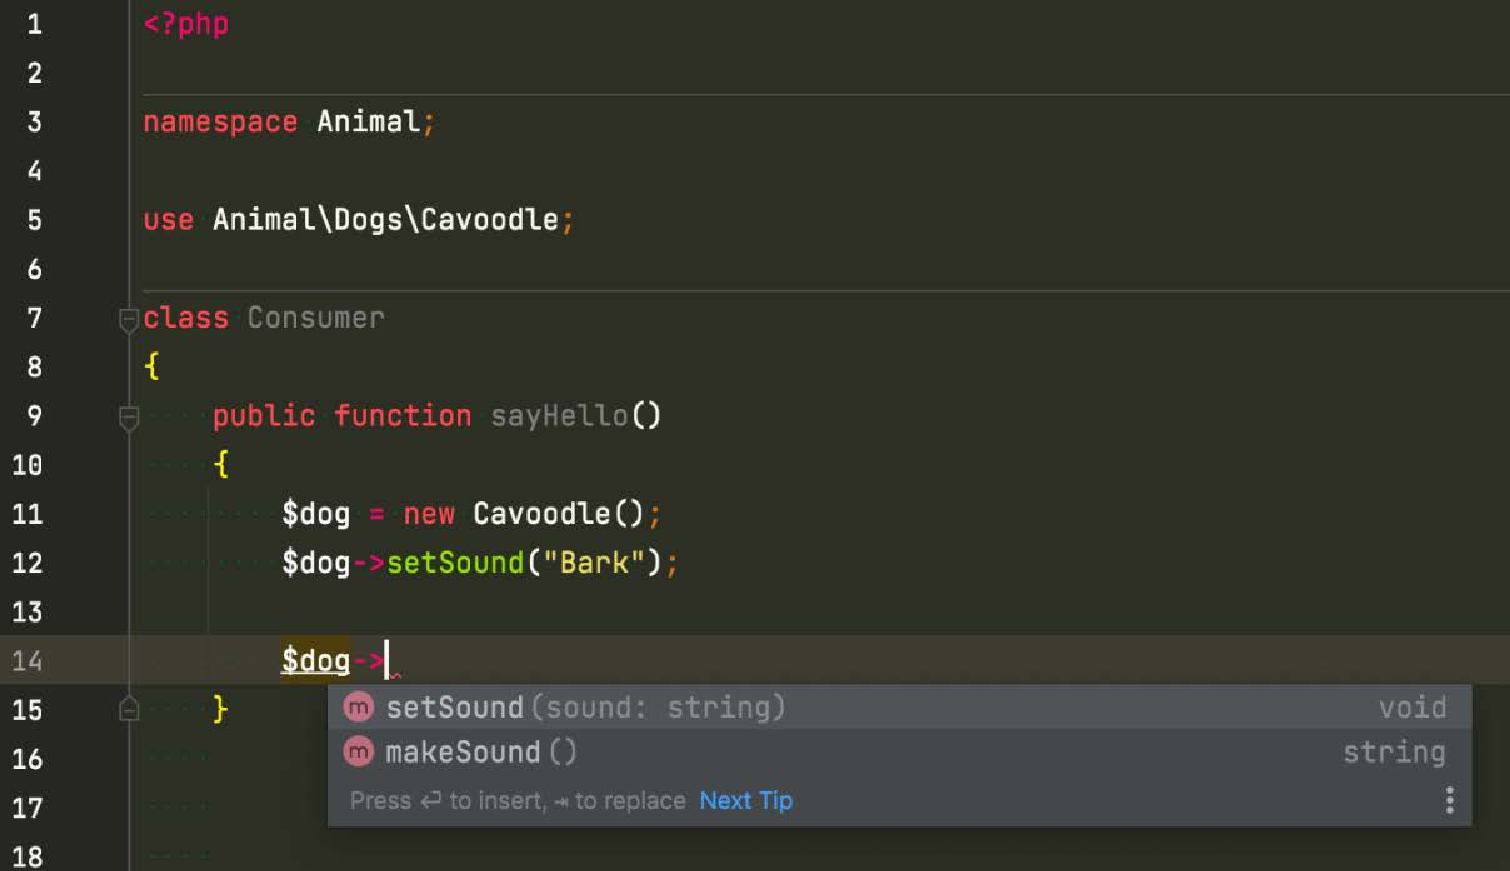 1 <?php
2
3 namespace Animal;
4
5 use Animal\Dogs\Cavoodle;
6
7 class Consumer
8 {
9 public function sayHello()
10 {
11 $dog = new Cavoodle();
12 $dog->setSound("Bark");
13
14 $dog->
m setSound(sound: string) void
15 }
m makeSound() string
16
Press ↩ to insert, ⇥ to replace Next Tip
17
18